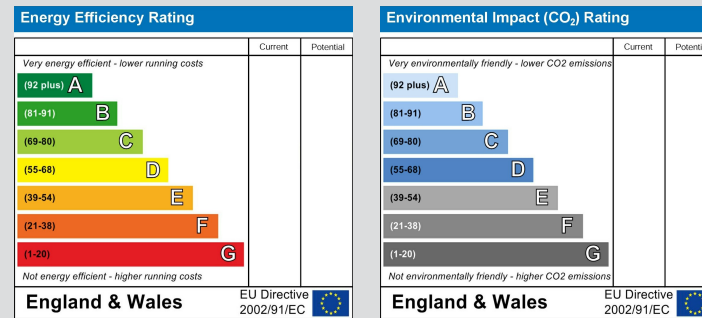 Energy Efficiency Rating
Current Potential
Very energy efficient - lower running costs
(92 plus) A
(81-91) B
(69-80) C
(55-68) D
(39-54) E
(21-38) F
(1-20) G
Not energy efficient - higher running costs
England & Wales
EU Directive
2002/91/EC
Environmental Impact (CO₂) Rating
Current Potenti
Very environmentally friendly - lower CO2 emissions
(92 plus) A
(81-91) B
(69-80) C
(55-68) D
(39-54) E
(21-38) F
(1-20) G
Not environmentally friendly - higher CO2 emissions
England & Wales
EU Directive
2002/91/EC